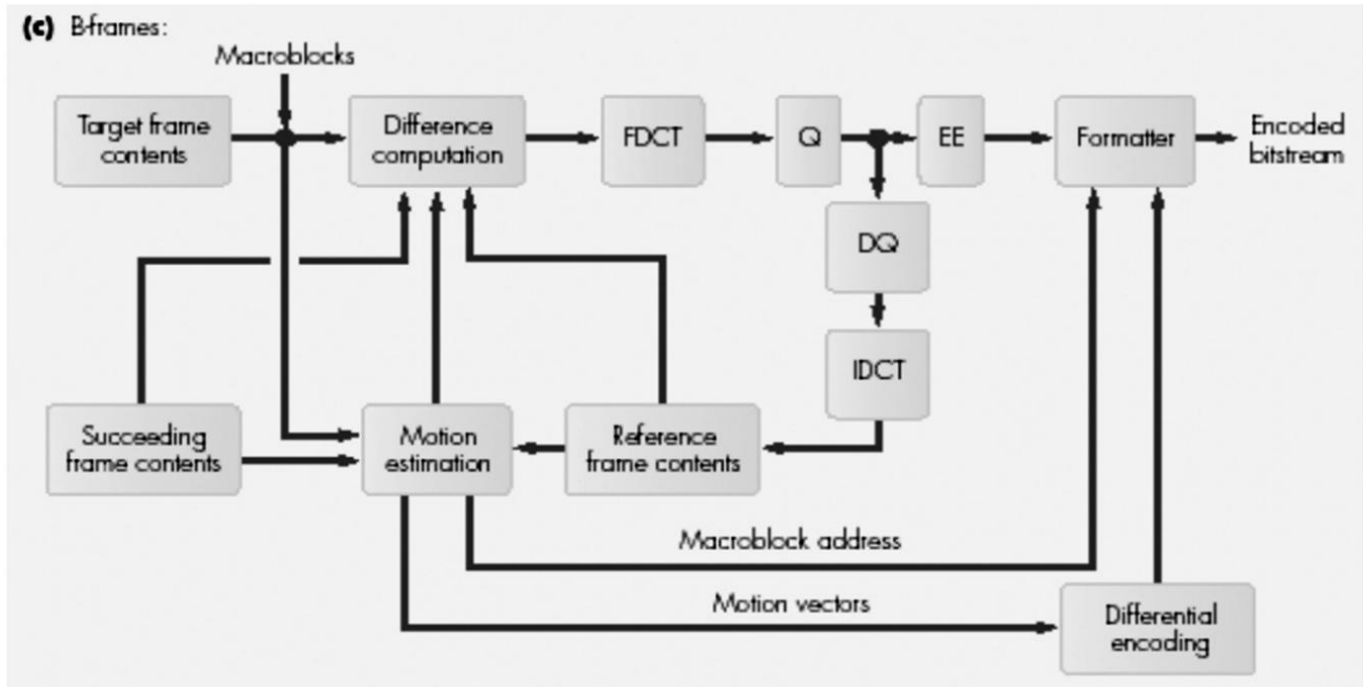 (c) B-frames:
Macroblocks
Target frame
contents
Difference
computation
FDCT
Q
EE
Formatter
Encoded
bitstream
DQ
IDCT
Succeeding
frame contents
Motion
estimation
Reference
frame contents
Macroblock address
Motion vectors
Differential
encoding